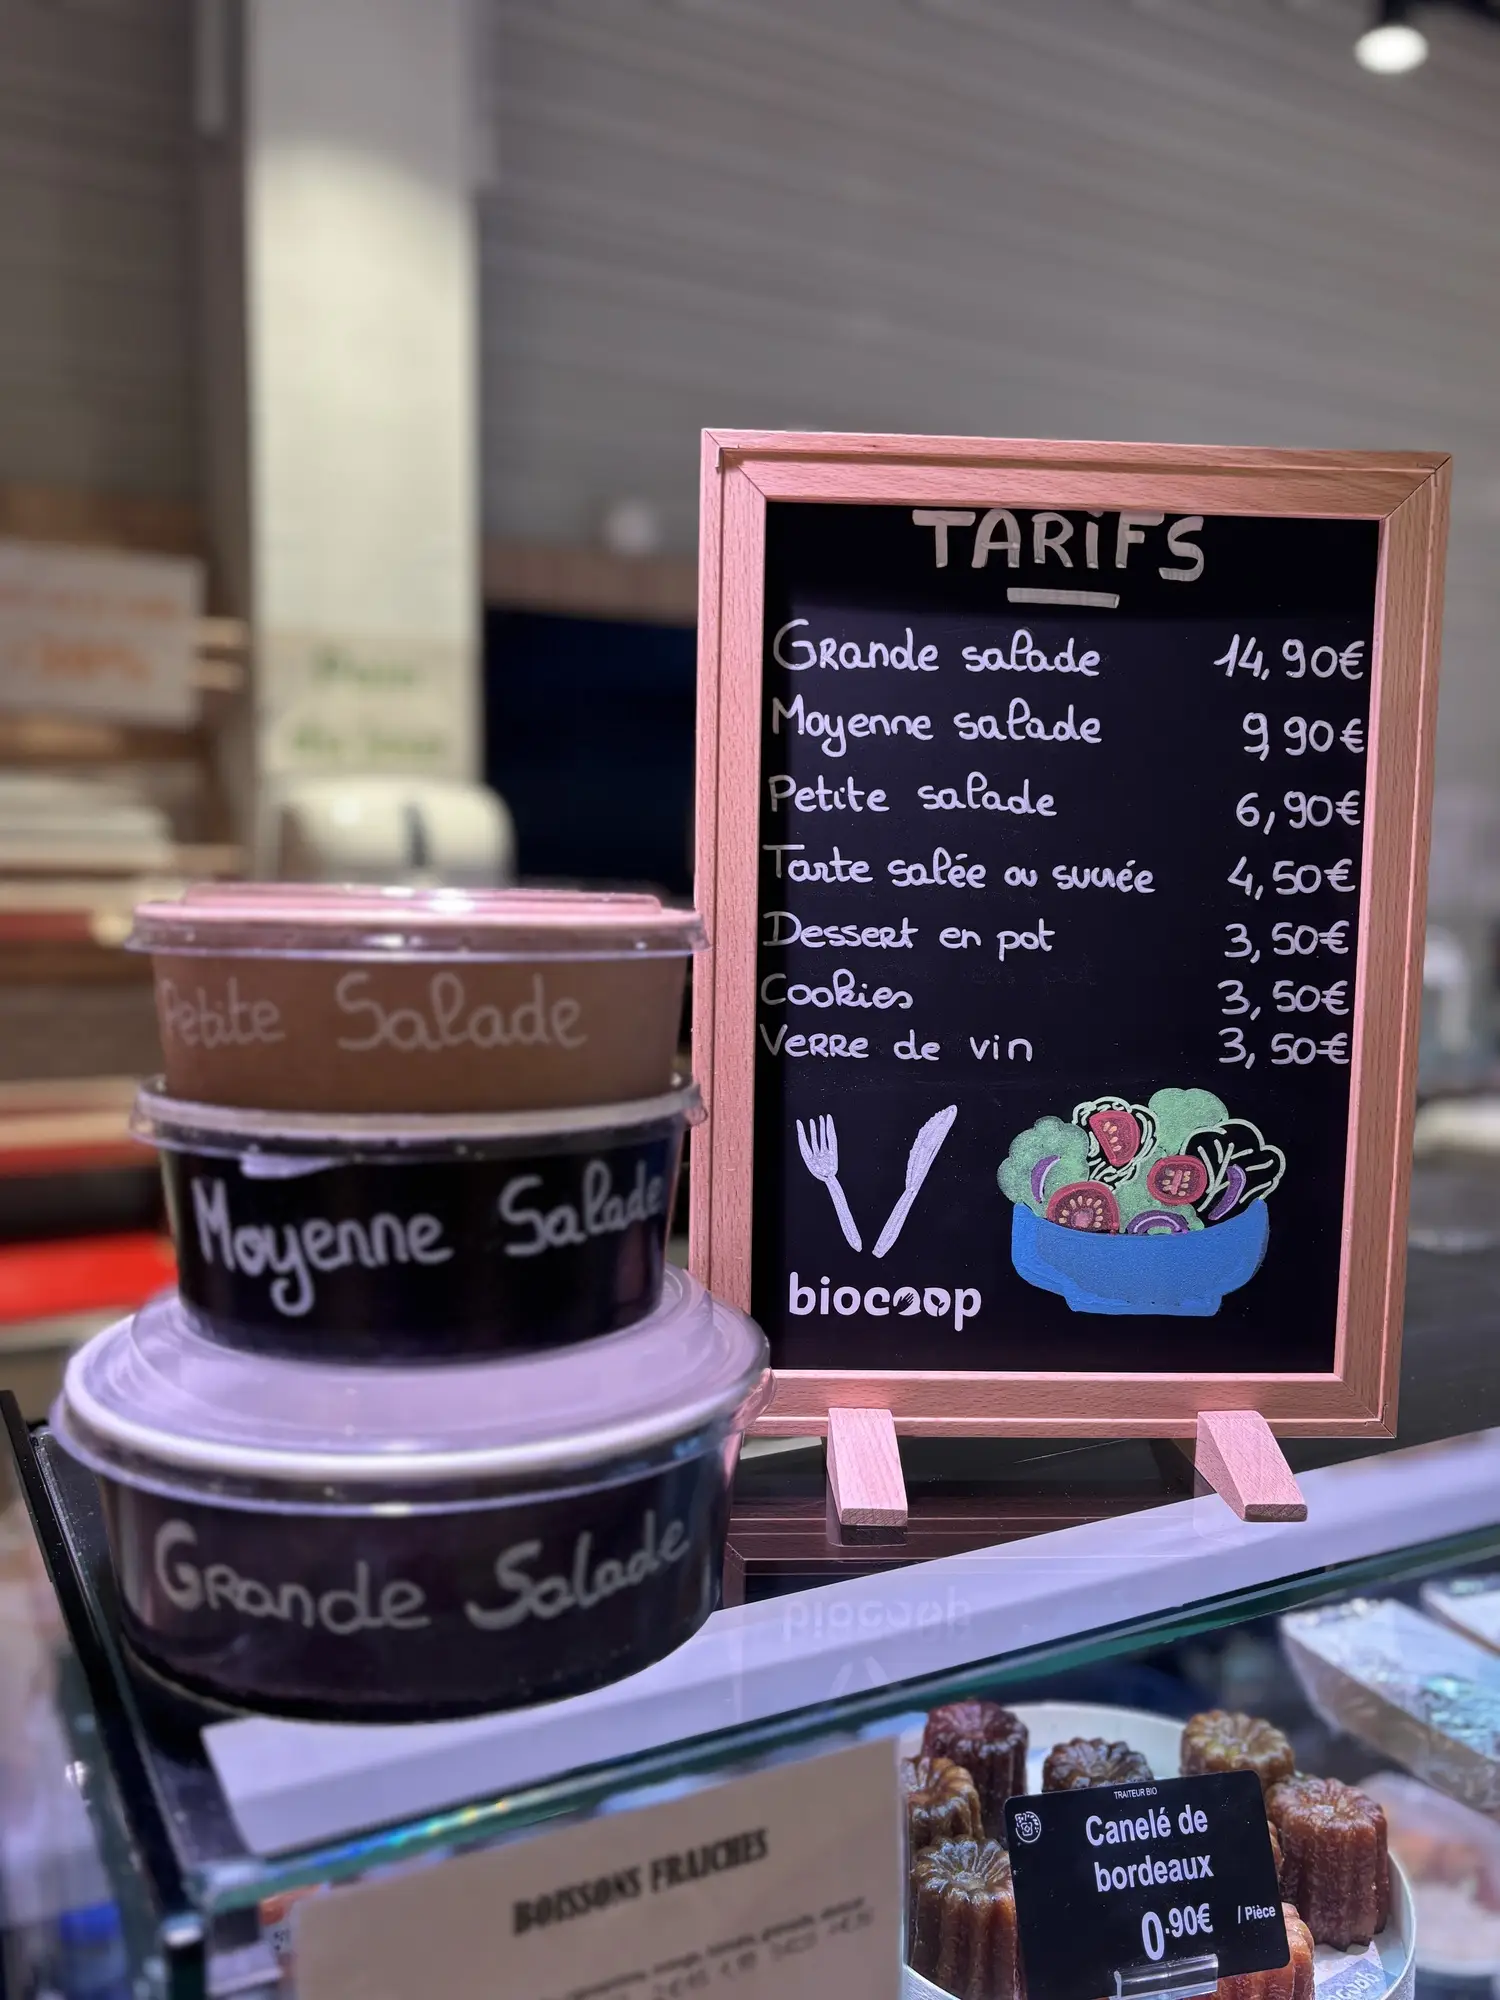 TARIFS
Grande salade 14,90€
Moyenne salade 9,90€
Petite salade 6,90€
Tarte salée ou sucrée 4,50€
Dessert en pot 3,50€
Cookies 3,50€
Verre de vin 3,50€
biocoop
Petite Salade
Moyenne Salade
Grande Salade
BOISSONS FRAICHES
TRAITEUR BIO
Canelé de
bordeaux
0.90€ / Pièce